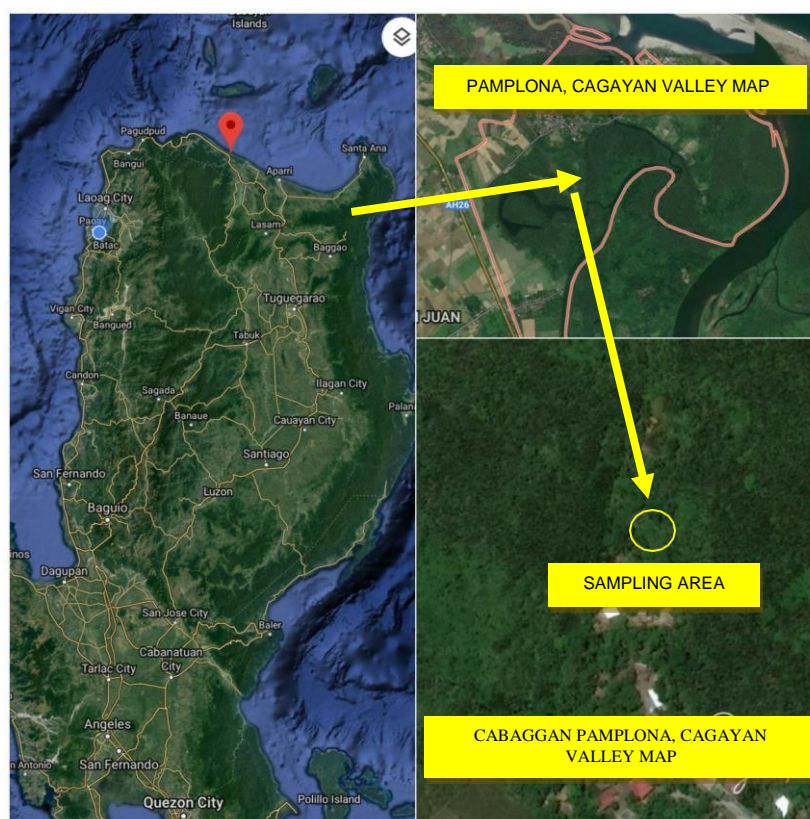 Islands
Pagudpud
Bangui
Santa Ana
Aparri
Laoag City
Paoay
Batac
Lasam
Baggao
Tuguegarao
Vigan City
Bangued
Tabuk
Candon
Sagada
Banaue
Ilagan City
Cauayan City
Palana
Santiago
San Fernando
Luzon
Baguio
inos
Dagupan
San Jose City
Baler
Cabanatuan
City
Tarlac City
Angeles
San Fernando
n Antonio
Quezon City
Polillo Island
PAMPLONA, CAGAYAN VALLEY MAP
AH26
N JUAN
SAMPLING AREA
CABAGGAN PAMPLONA, CAGAYAN
VALLEY MAP